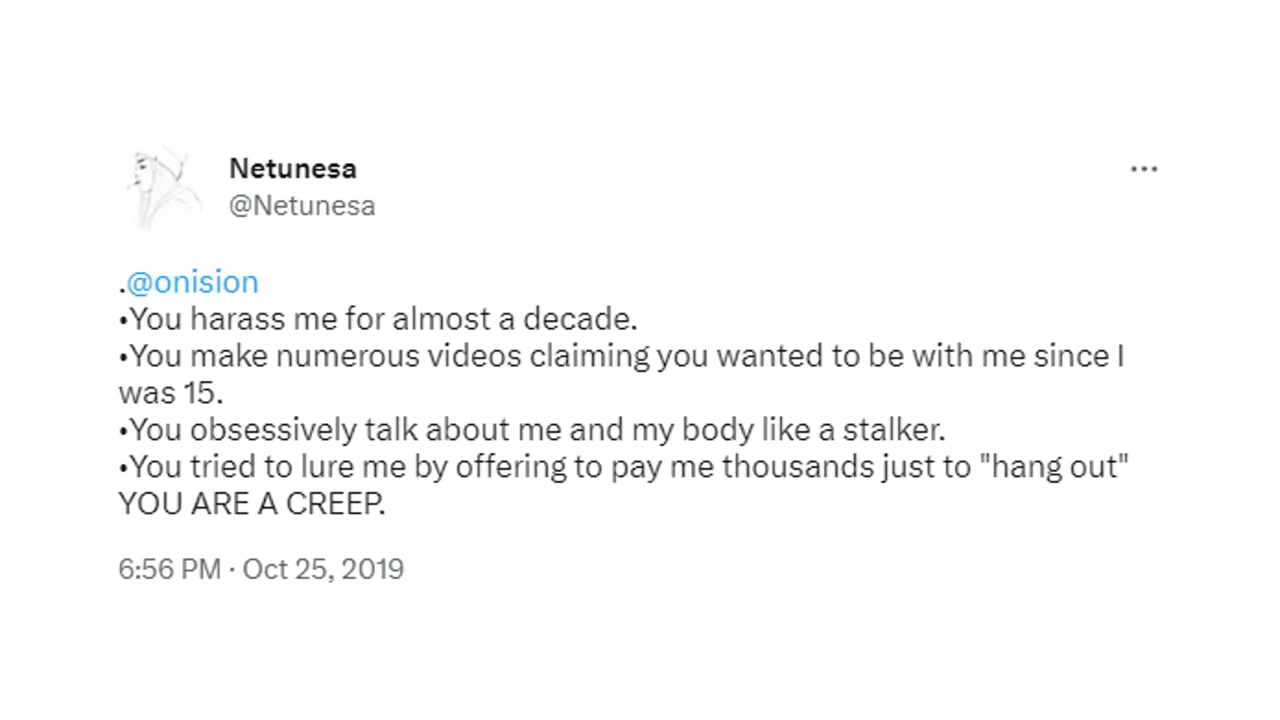 Netunesa
@Netunesa
.@onision
•You harass me for almost a decade.
•You make numerous videos claiming you wanted to be with me since I
was 15.
•You obsessively talk about me and my body like a stalker.
•You tried to lure me by offering to pay me thousands just to "hang out"
YOU ARE A CREEP.
6:56 PM · Oct 25, 2019